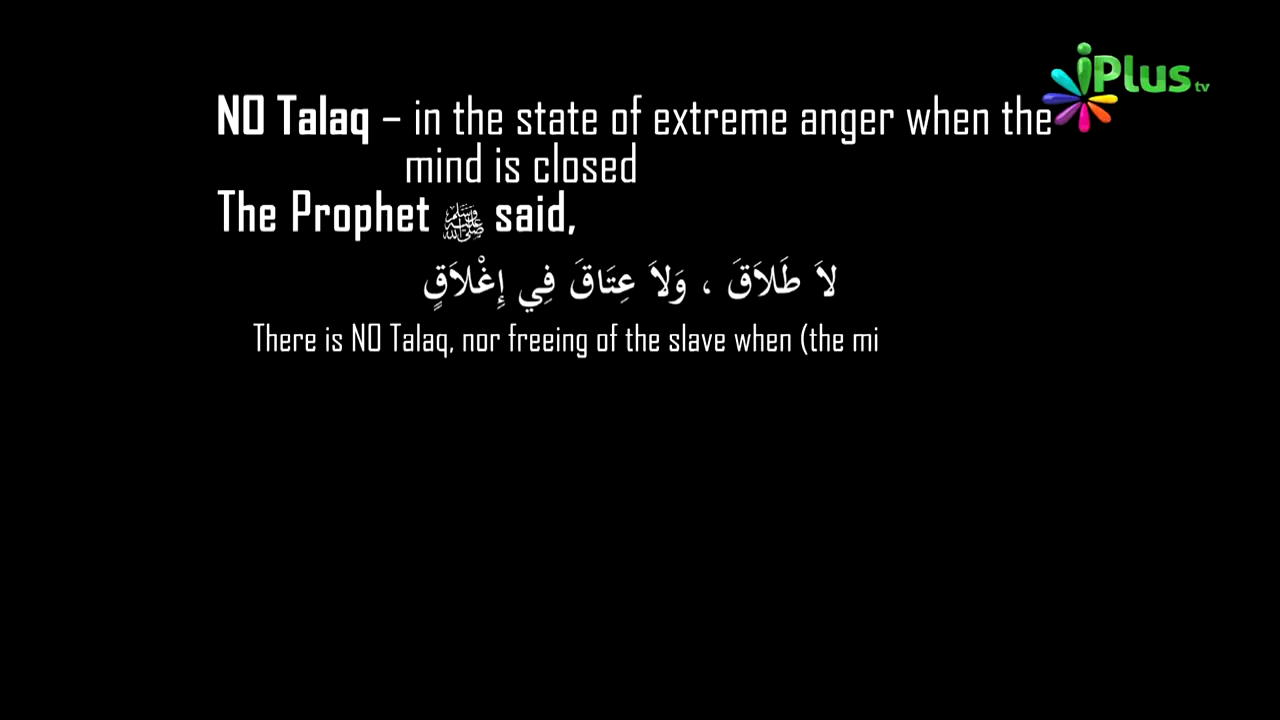 iPlus tv
NO Talaq – in the state of extreme anger when the
mind is closed
The Prophet ﷺ said,
لاَ طَلاَقَ ، وَلاَ عِتَاقَ فِي إِغْلاَقٍ
There is NO Talaq, nor freeing of the slave when (the mi